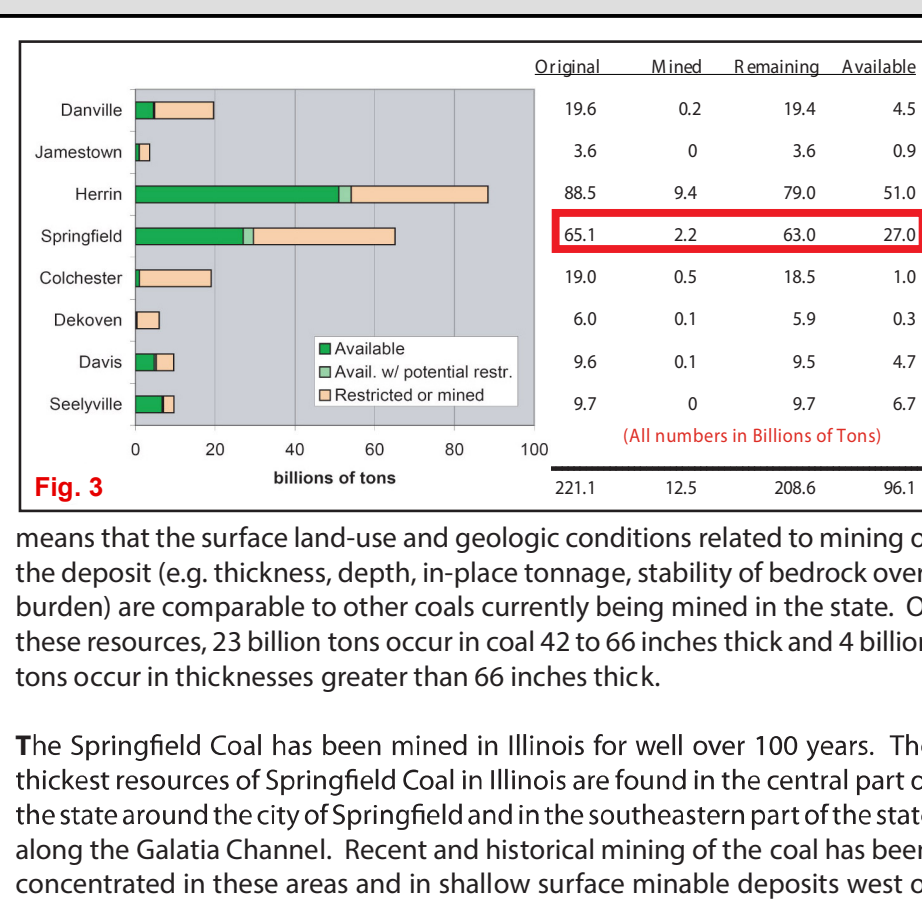 Original Mined Remaining Available
Danville 19.6 0.2 19.4 4.5
Jamestown 3.6 0 3.6 0.9
Herrin 88.5 9.4 79.0 51.0
Springfield 65.1 2.2 63.0 27.0
Colchester 19.0 0.5 18.5 1.0
Dekoven 6.0 0.1 5.9 0.3
Davis 9.6 0.1 9.5 4.7
Seelyville 9.7 0 9.7 6.7
Available
Avail. w/ potential restr.
Restricted or mined
(All numbers in Billions of Tons)
0 20 40 60 80 100
billions of tons
Fig. 3
221.1 12.5 208.6 96.1
means that the surface land-use and geologic conditions related to mining
the deposit (e.g. thickness, depth, in-place tonnage, stability of bedrock over
burden) are comparable to other coals currently being mined in the state.
these resources, 23 billion tons occur in coal 42 to 66 inches thick and 4 billion
tons occur in thicknesses greater than 66 inches thick.
The Springfield Coal has been mined in Illinois for well over 100 years. The
thickest resources of Springfield Coal in Illinois are found in the central part
the state around the city of Springfield and in the southeastern part of the state
along the Galatia Channel. Recent and historical mining of the coal has been
concentrated in these areas and in shallow surface minable deposits west